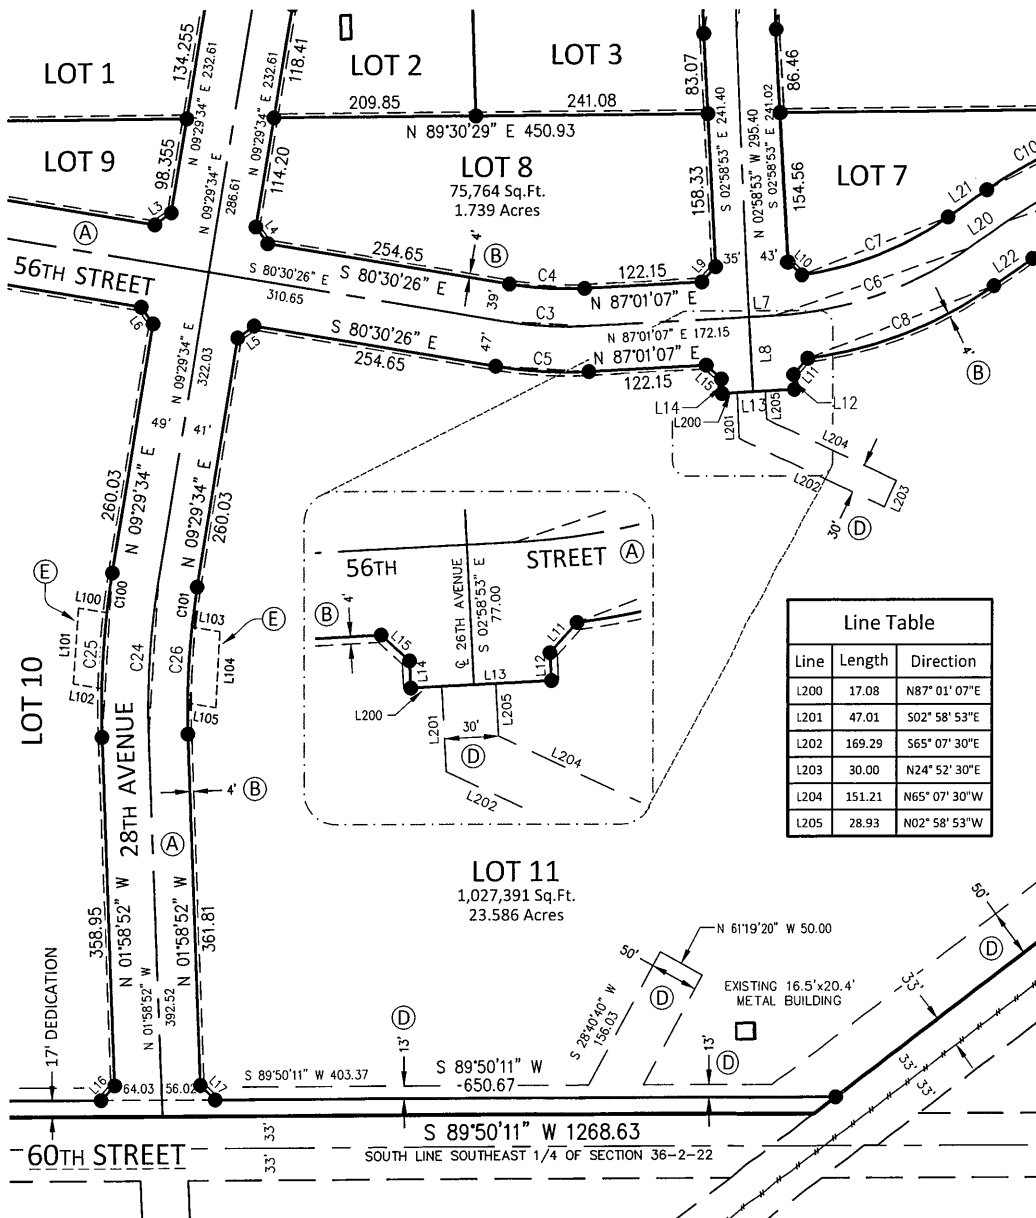 LOT 1
134.255
N 09°29'34" E 232.61
118.41
N 09°29'34" E 232.61
LOT 2
LOT 3
209.85
241.08
N 89°30'29" E 450.93
83.07
S 02°58'53" E 241.40
N 02°58'53" W 295.40
S 02°58'53" E 241.02
86.46
LOT 9
98.355
L3
N 09°29'34" E
286.61
114.20
L4
LOT 8
75,764 Sq.Ft.
1.739 Acres
158.33
154.56
LOT 7
C10
L21
L20
C7
C6
L22
A
56TH STREET
254.65
S 80°30'26" E
S 80°30'26" E
310.65
4'
B
39'
C4
122.15
N 87°01'07" E
L9
35'
43'
L10
L7
C3
N 87°01'07" E 172.15
L6
L5
S 80°30'26" E
254.65
47'
C5
N 87°01'07" E
122.15
L8
C8
4'
B
L15
L11
L14
L13
L12
L200
L201
L205
L204
L202
L203
30'
D
N 09°29'34" E
322.03
49'
41'
260.03
N 09°29'34" E
N 09°29'34" E
260.03
E
L100
C100
C101
L103
E
L101
C25
C24
C26
L104
L102
L105
LOT 10
56TH
STREET
A
℄ 26TH AVENUE
S 02°58'53" E
77.00
4'
B
L15
L14
L11
L12
L13
L200
L201
L205
30'
D
L204
L202
Line Table
Line Length Direction
L200 17.08 N87° 01' 07"E
L201 47.01 S02° 58' 53"E
L202 169.29 S65° 07' 30"E
L203 30.00 N24° 52' 30"E
L204 151.21 N65° 07' 30"W
L205 28.93 N02° 58' 53"W
28TH AVENUE
4'
B
A
LOT 11
1,027,391 Sq.Ft.
23.586 Acres
358.95
N 01°58'52" W
N 01°58'52" W
392.52
N 01°58'52" W
361.81
17' DEDICATION
N 61°19'20" W 50.00
50'
D
S 28°40'40" W
156.03
EXISTING 16.5'x20.4'
METAL BUILDING
50'
D
33'
D
13'
13'
D
L16
64.03
56.02
L17
S 89°50'11" W 403.37
S 89°50'11" W
650.67
33'
33'
60TH STREET
33'
33'
S 89°50'11" W 1268.63
SOUTH LINE SOUTHEAST 1/4 OF SECTION 36-2-22